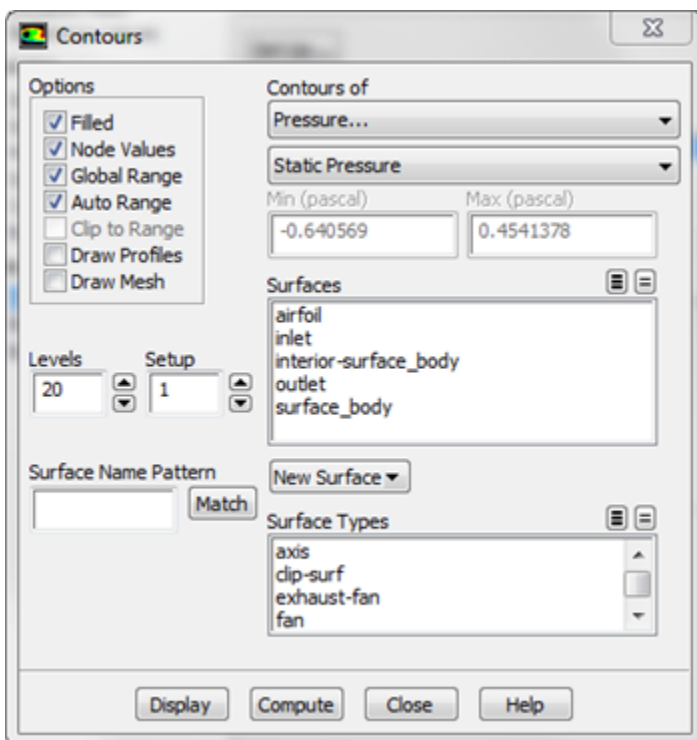 Contours
Options
Filled
Node Values
Global Range
Auto Range
Clip to Range
Draw Profiles
Draw Mesh
Levels
Setup
20
1
Surface Name Pattern
Match
Contours of
Pressure...
Static Pressure
Min (pascal)
Max (pascal)
-0.640569
0.4541378
Surfaces
airfoil
inlet
interior-surface_body
outlet
surface_body
New Surface
Surface Types
axis
clip-surf
exhaust-fan
fan
Display
Compute
Close
Help